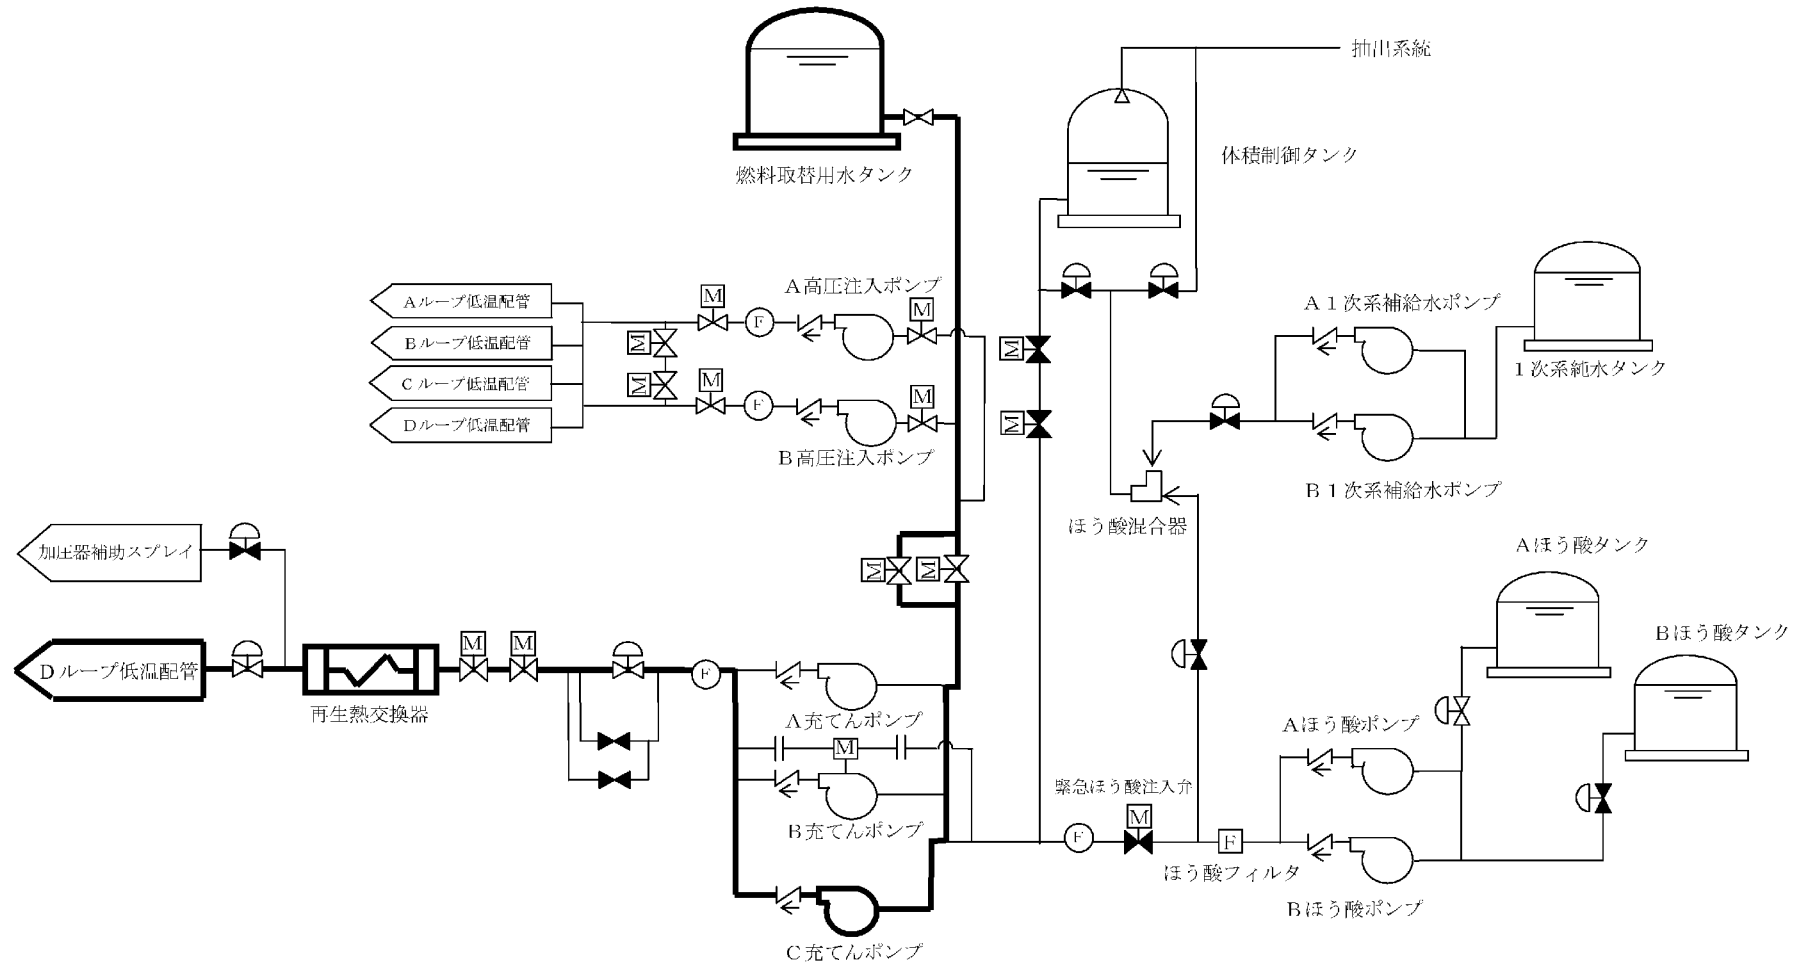 抽出系統
体積制御タンク
燃料取替用水タンク
A高圧注入ポンプ
M
M
F
Aループ低温配管
A1次系補給水ポンプ
M
Bループ低温配管
M
1次系純水タンク
Cループ低温配管
M
M
F
M
M
Dループ低温配管
B高圧注入ポンプ
B1次系補給水ポンプ
ほう酸混合器
加圧器補助スプレイ
Aほう酸タンク
M
M
Bほう酸タンク
Dループ低温配管
M
M
F
再生熱交換器
A充てんポンプ
Aほう酸ポンプ
M
緊急ほう酸注入弁
M
B充てんポンプ
F
F
ほう酸フィルタ
Bほう酸ポンプ
C充てんポンプ